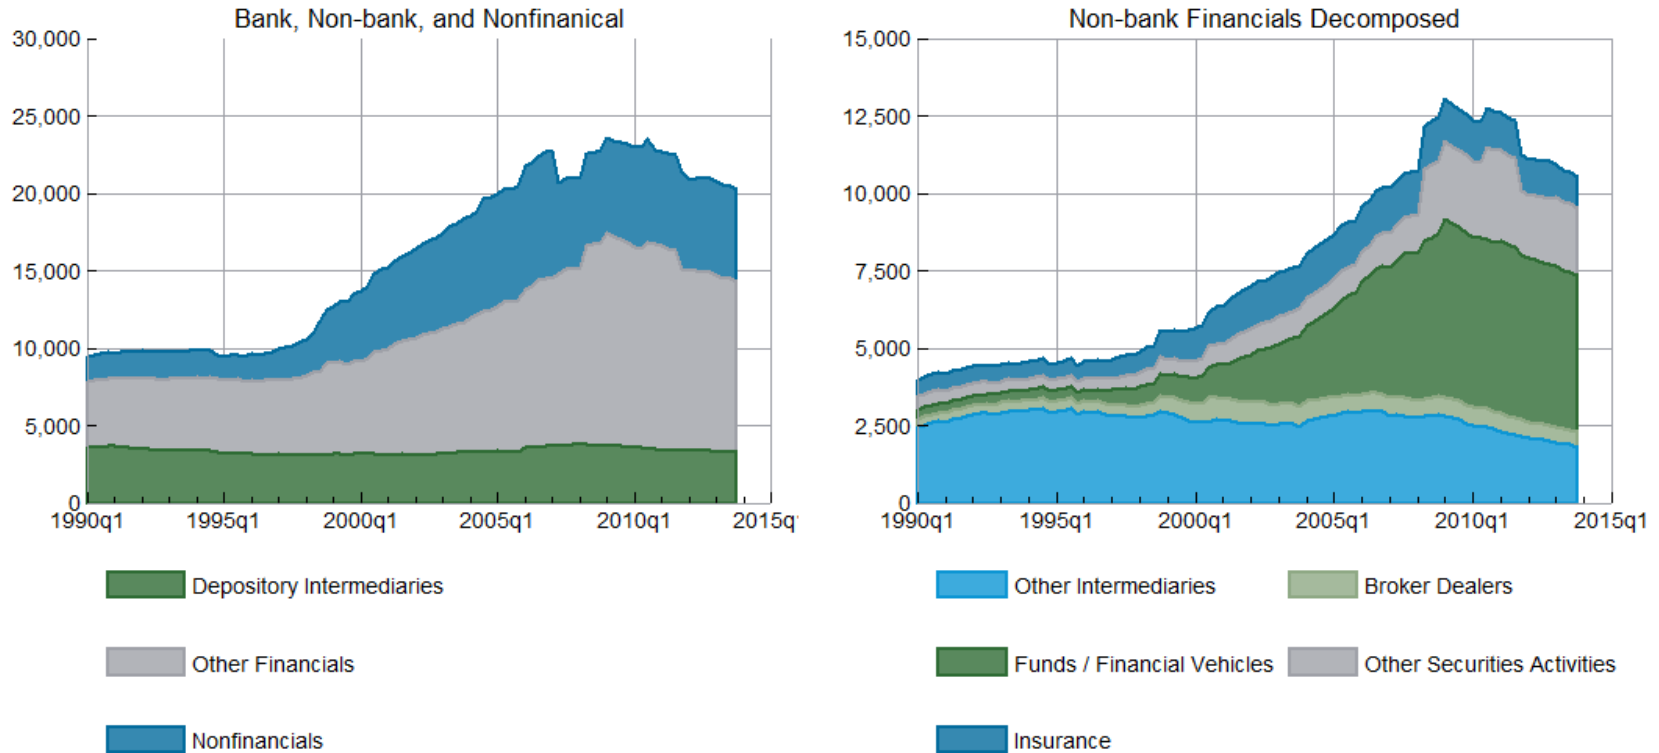 Bank, Non-bank, and Nonfinanical
30,000
25,000
20,000
15,000
10,000
5,000
0
1990q1 1995q1 2000q1 2005q1 2010q1 2015q
Depository Intermediaries
Other Financials
Nonfinancials
Non-bank Financials Decomposed
15,000
12,500
10,000
7,500
5,000
2,500
0
1990q1 1995q1 2000q1 2005q1 2010q1 2015q1
Other Intermediaries Broker Dealers
Funds / Financial Vehicles Other Securities Activities
Insurance